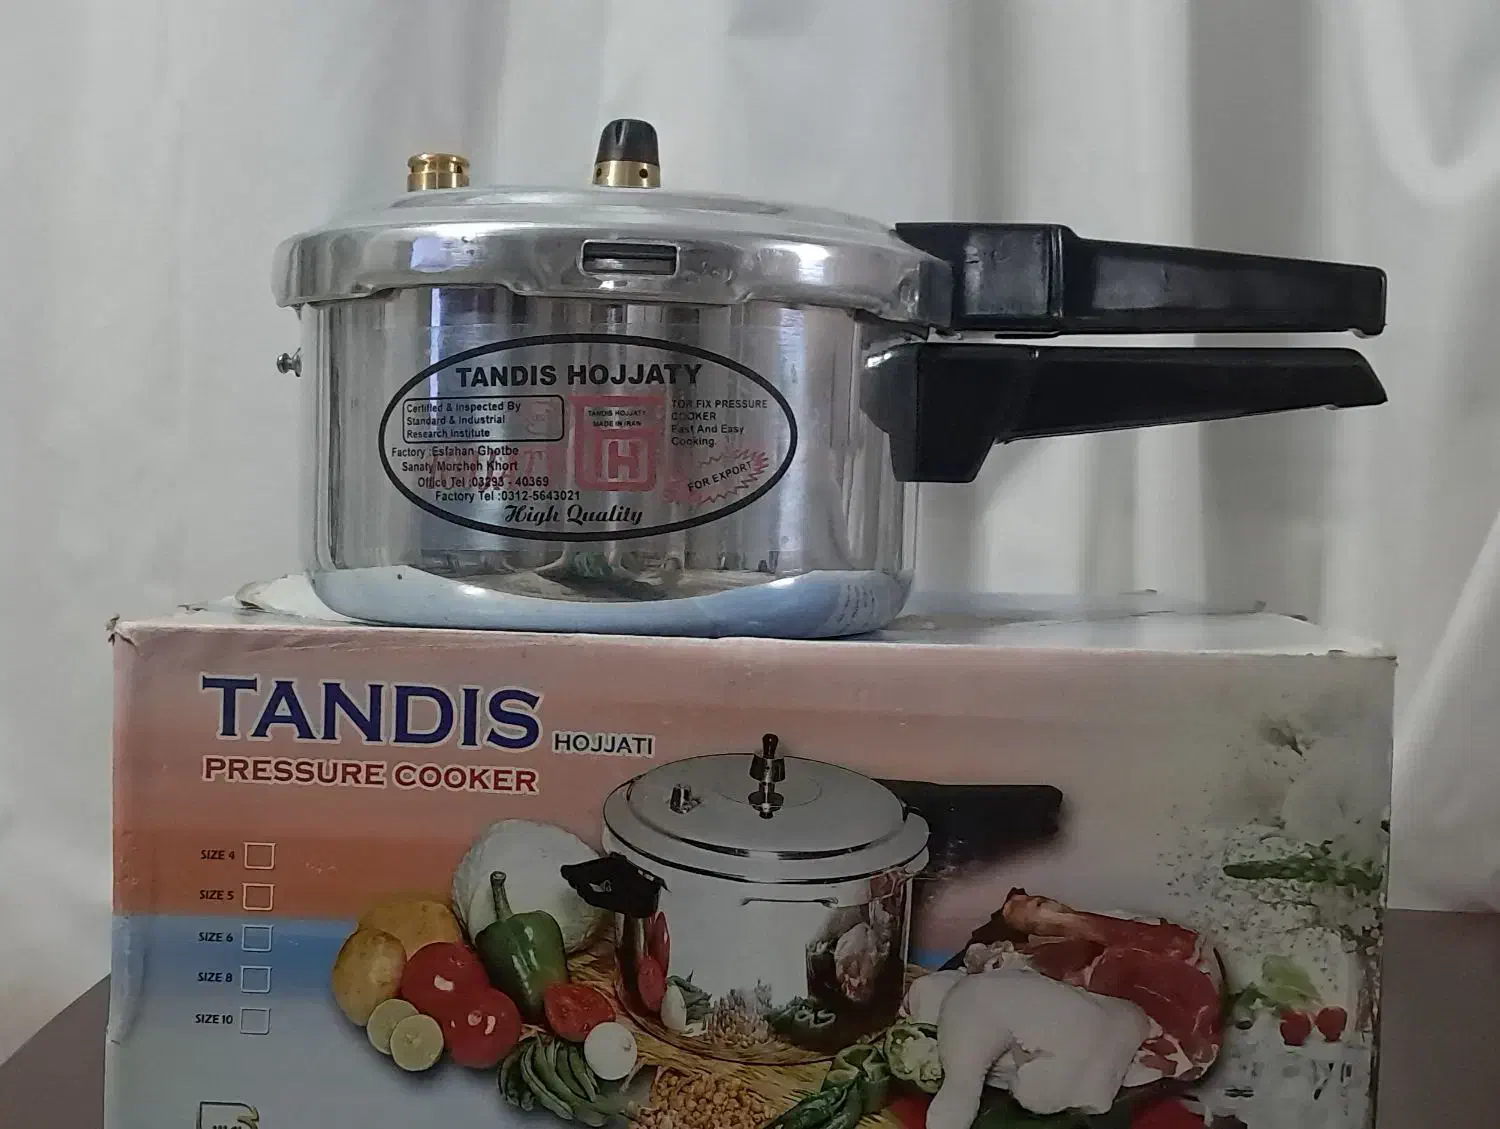 TANDIS HOJJATY
Certified & Inspected By
Standard & Industrial
Research Institute
Factory :Esfahan Ghotbe
Sanaty Morcheh Khort
Office Tel :03293 - 40369
Factory Tel :0312-5643021
High Quality
TANDIS HOJJATY
MADE IN IRAN
H
TOR FIX PRESSURE
COOKER
Fast And Easy
Cooking.
FOR EXPORT
TANDIS HOJJATI
PRESSURE COOKER
SIZE 4
SIZE 5
SIZE 6
SIZE 8
SIZE 10